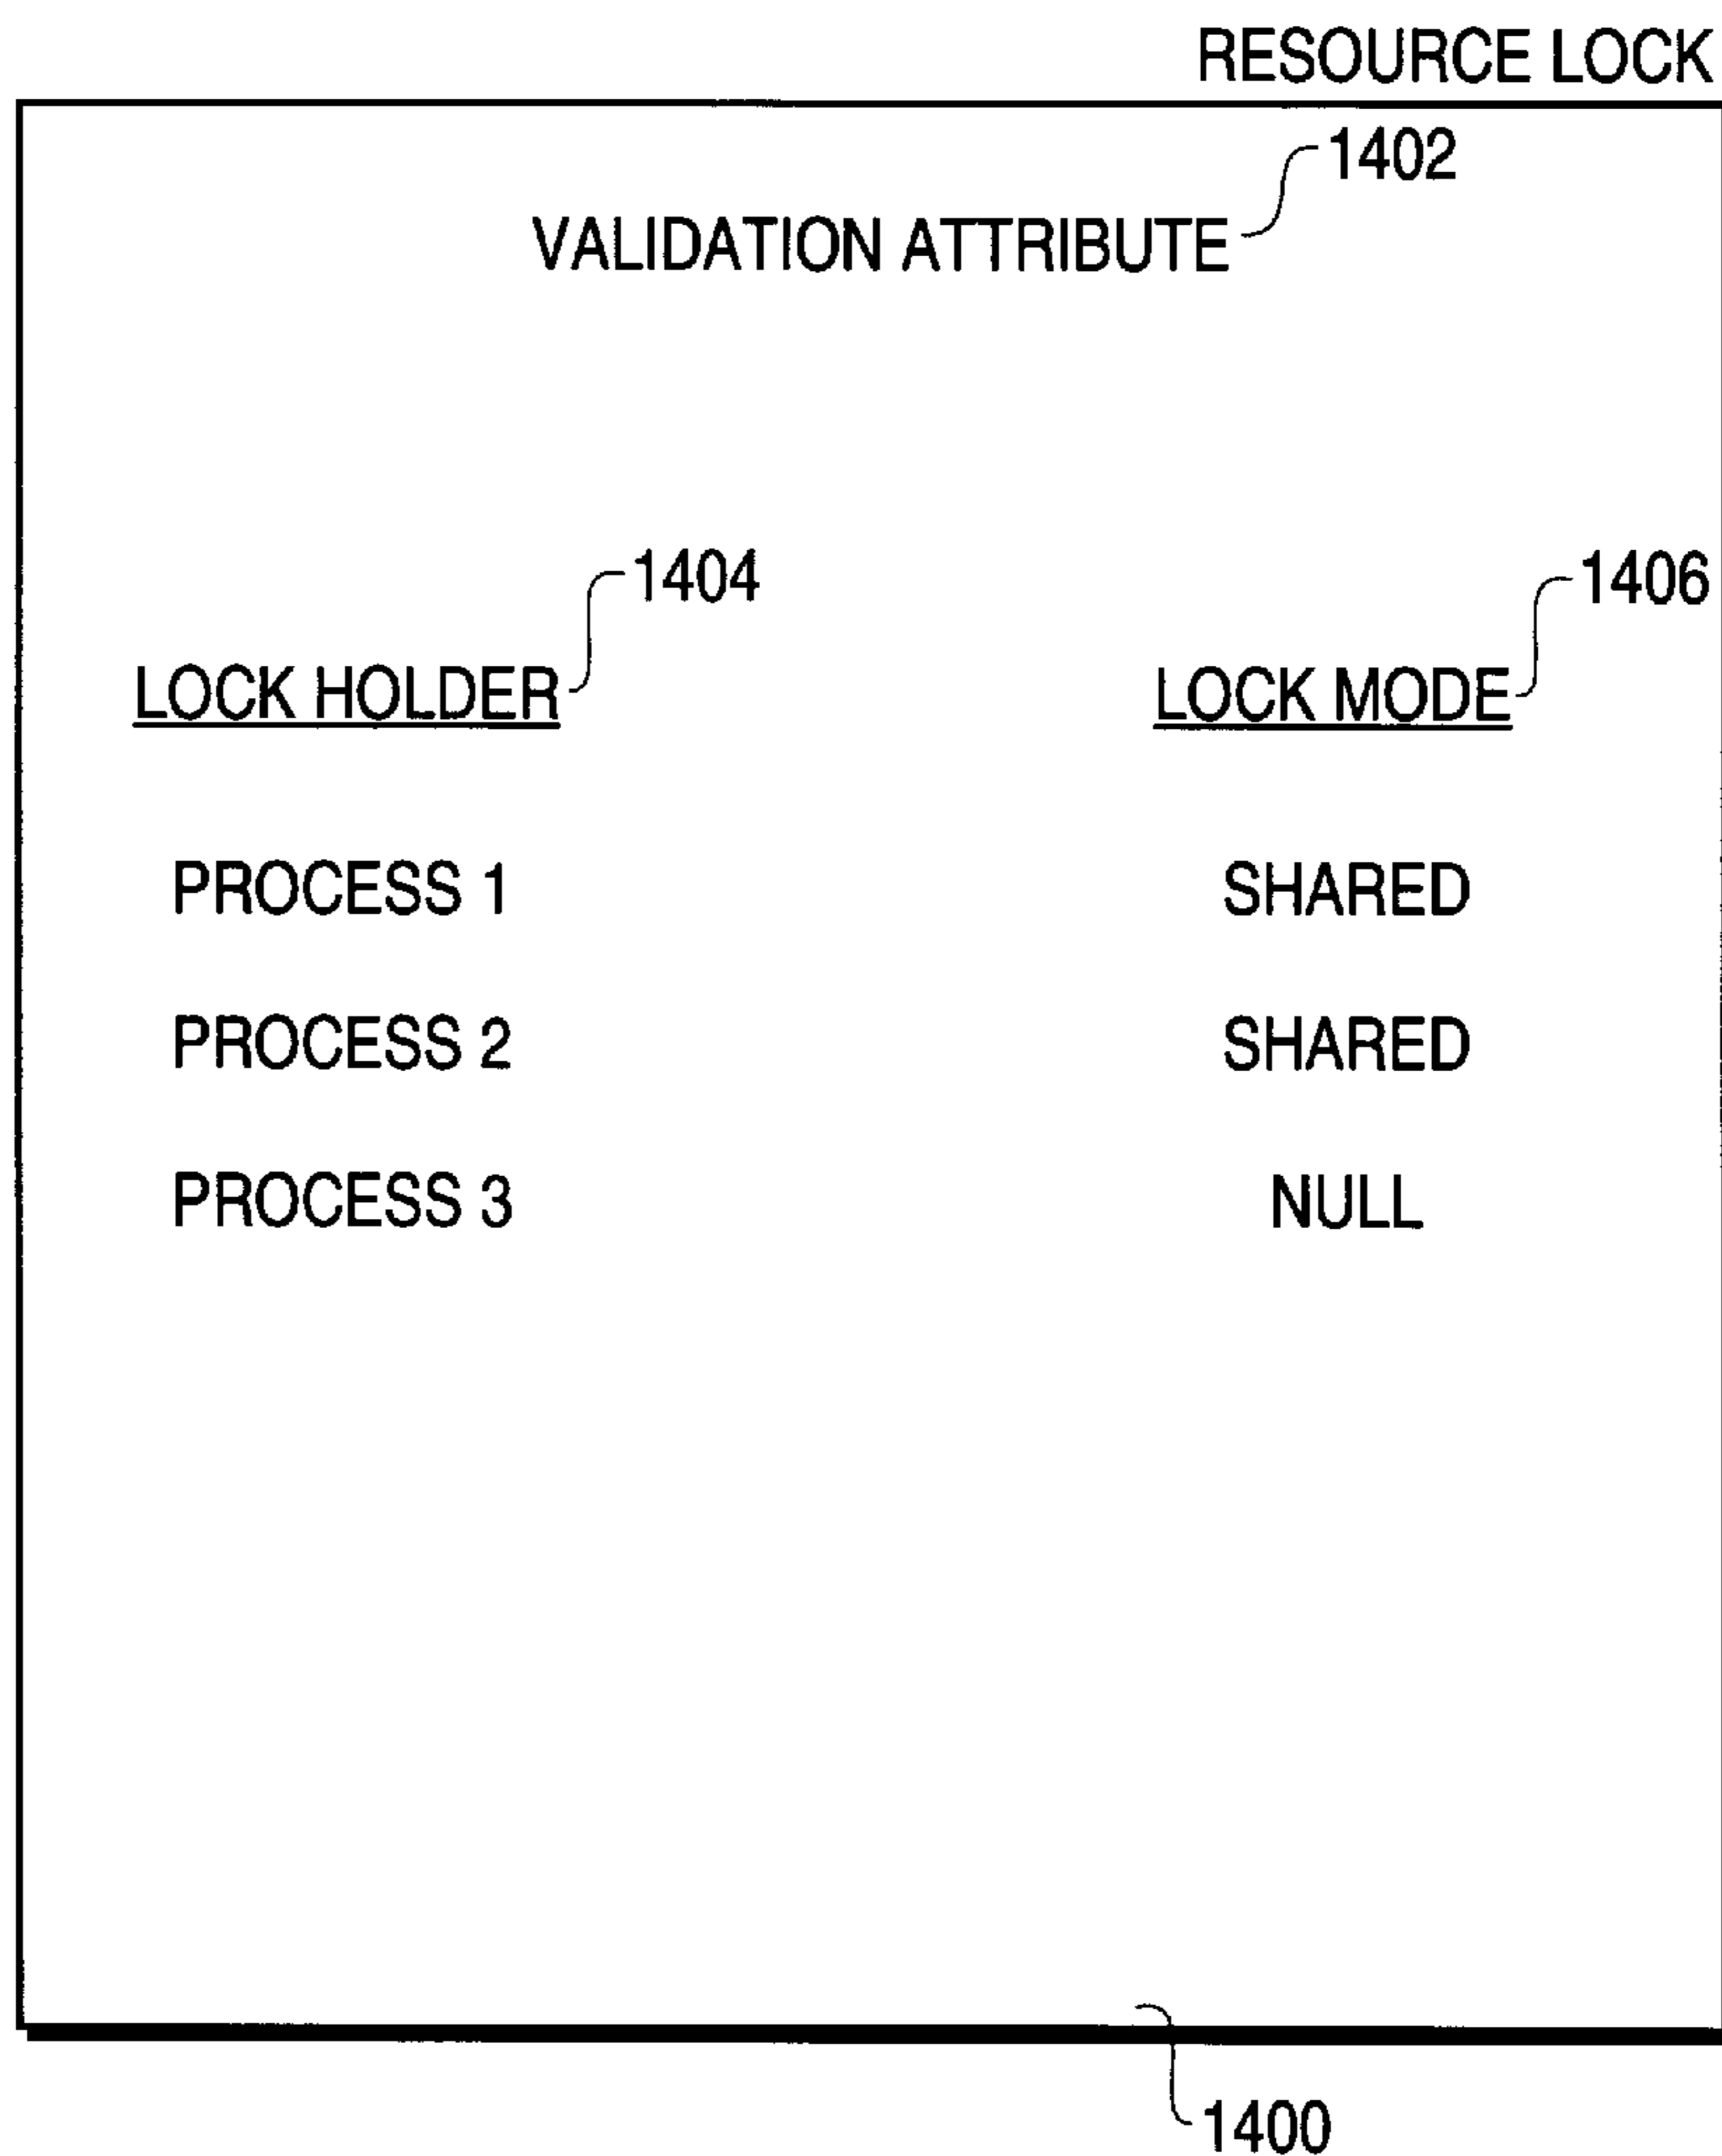 RESOURCE LOCK
1402
VALIDATION ATTRIBUTE
1404
1406
LOCK HOLDER LOCK MODE
PROCESS 1 SHARED
PROCESS 2 SHARED
PROCESS 3 NULL
1400